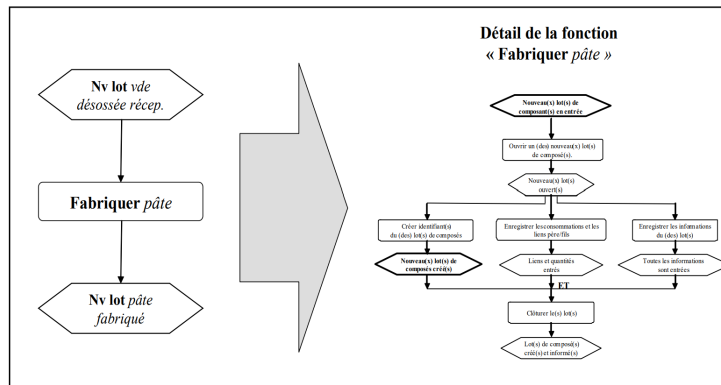 Détail de la fonction
« Fabriquer pâte »
Nv lot vde
désossée récep.
Fabriquer pâte
Nv lot pâte
fabriqué
Nouveau(x) lot(s) de
composant(s) en entrée
Ouvrir un (des) nouveau(x) lot(s)
de composé(s).
Nouveau(x) lot(s)
ouvert(s)
Créer identifiant(s)
du (des) lot(s) de composés
Enregistrer les consommations et les
liens père/fils
Enregistrer les informations
du (des) lot(s)
Nouveau(x) lot(s) de
composés créé(s)
Liens et quantités
entrés
Toutes les informations
sont entrées
ET
Clôturer le(s) lot(s)
Lot(s) de composé(s)
créé(s) et informé(s)